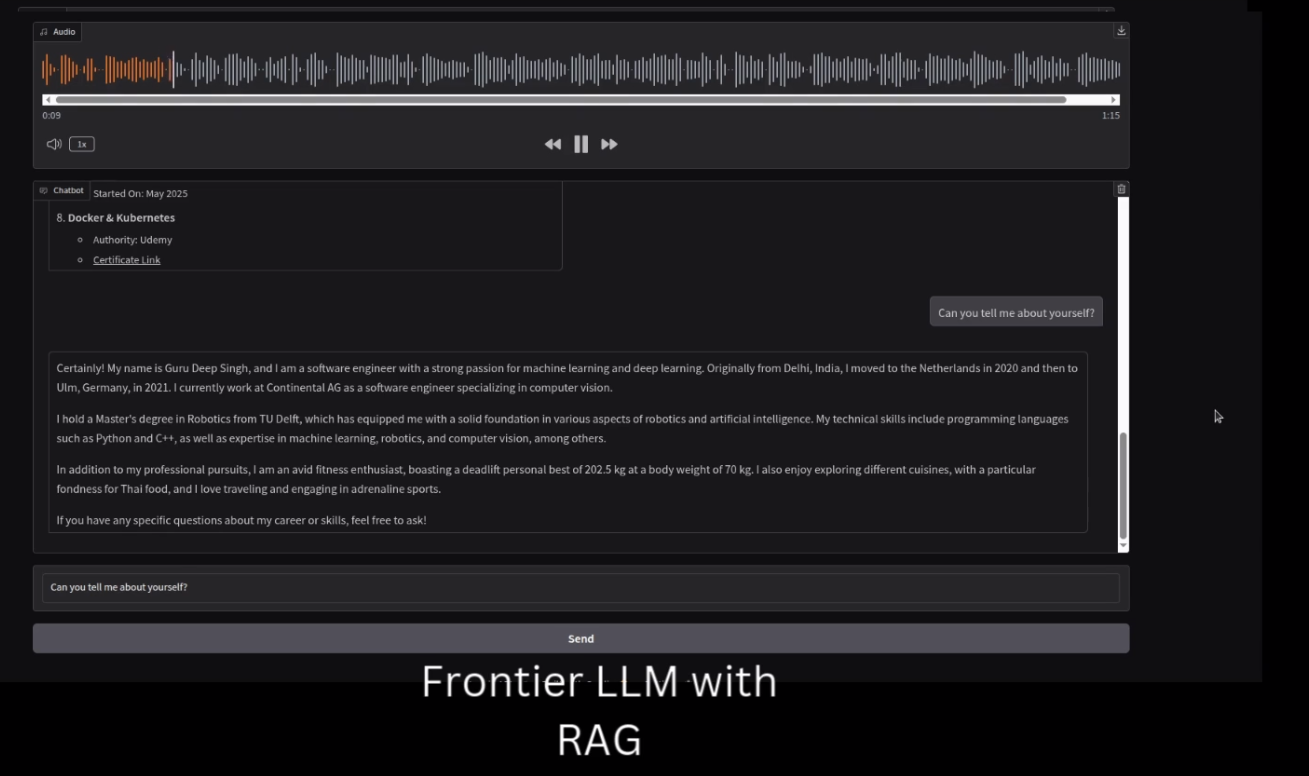 Audio
0:09
1:15
1x
Chatbot
Started On: May 2025
8. Docker & Kubernetes
Authority: Udemy
Certificate Link
Can you tell me about yourself?
Certainly! My name is Guru Deep Singh, and I am a software engineer with a strong passion for machine learning and deep learning. Originally from Delhi, India, I moved to the Netherlands in 2020 and then to
Ulm, Germany, in 2021. I currently work at Continental AG as a software engineer specializing in computer vision.
I hold a Master's degree in Robotics from TU Delft, which has equipped me with a solid foundation in various aspects of robotics and artificial intelligence. My technical skills include programming languages
such as Python and C++, as well as expertise in machine learning, robotics, and computer vision, among others.
In addition to my professional pursuits, I am an avid fitness enthusiast, boasting a deadlift personal best of 202.5 kg at a body weight of 70 kg. I also enjoy exploring different cuisines, with a particular
fondness for Thai food, and I love traveling and engaging in adrenaline sports.
If you have any specific questions about my career or skills, feel free to ask!
Can you tell me about yourself?
Send
Frontier LLM with
RAG